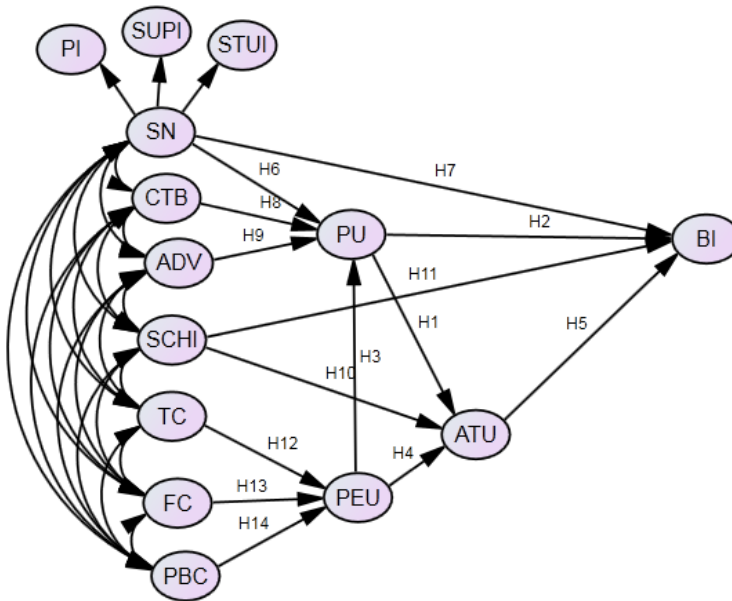 SUPI
PI
STUI
SN
H6
H7
CTB
H8
PU
H2
BI
H9
ADV
H11
H1
H5
SCHI
H3
H10
TC
H12
ATU
H4
H13
PEU
FC
H14
PBC